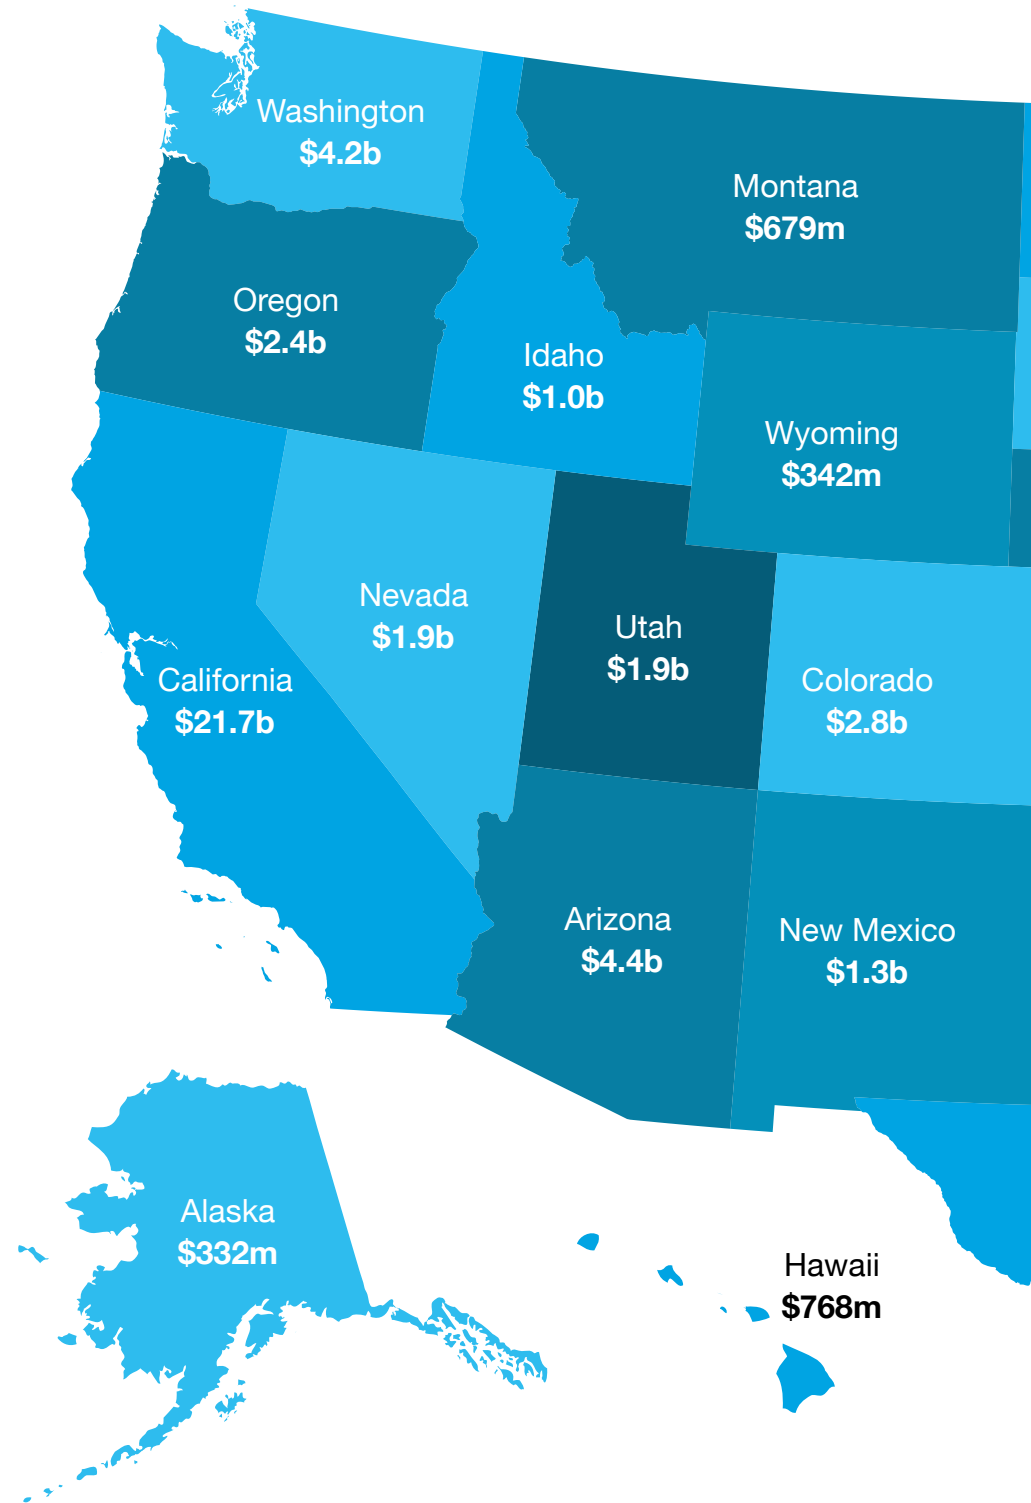 Washington
$4.2b
Montana
$679m
Oregon
$2.4b
Idaho
$1.0b
Wyoming
$342m
Nevada
$1.9b
Utah
$1.9b
California
$21.7b
Colorado
$2.8b
Arizona
$4.4b
New Mexico
$1.3b
Alaska
$332m
Hawaii
$768m